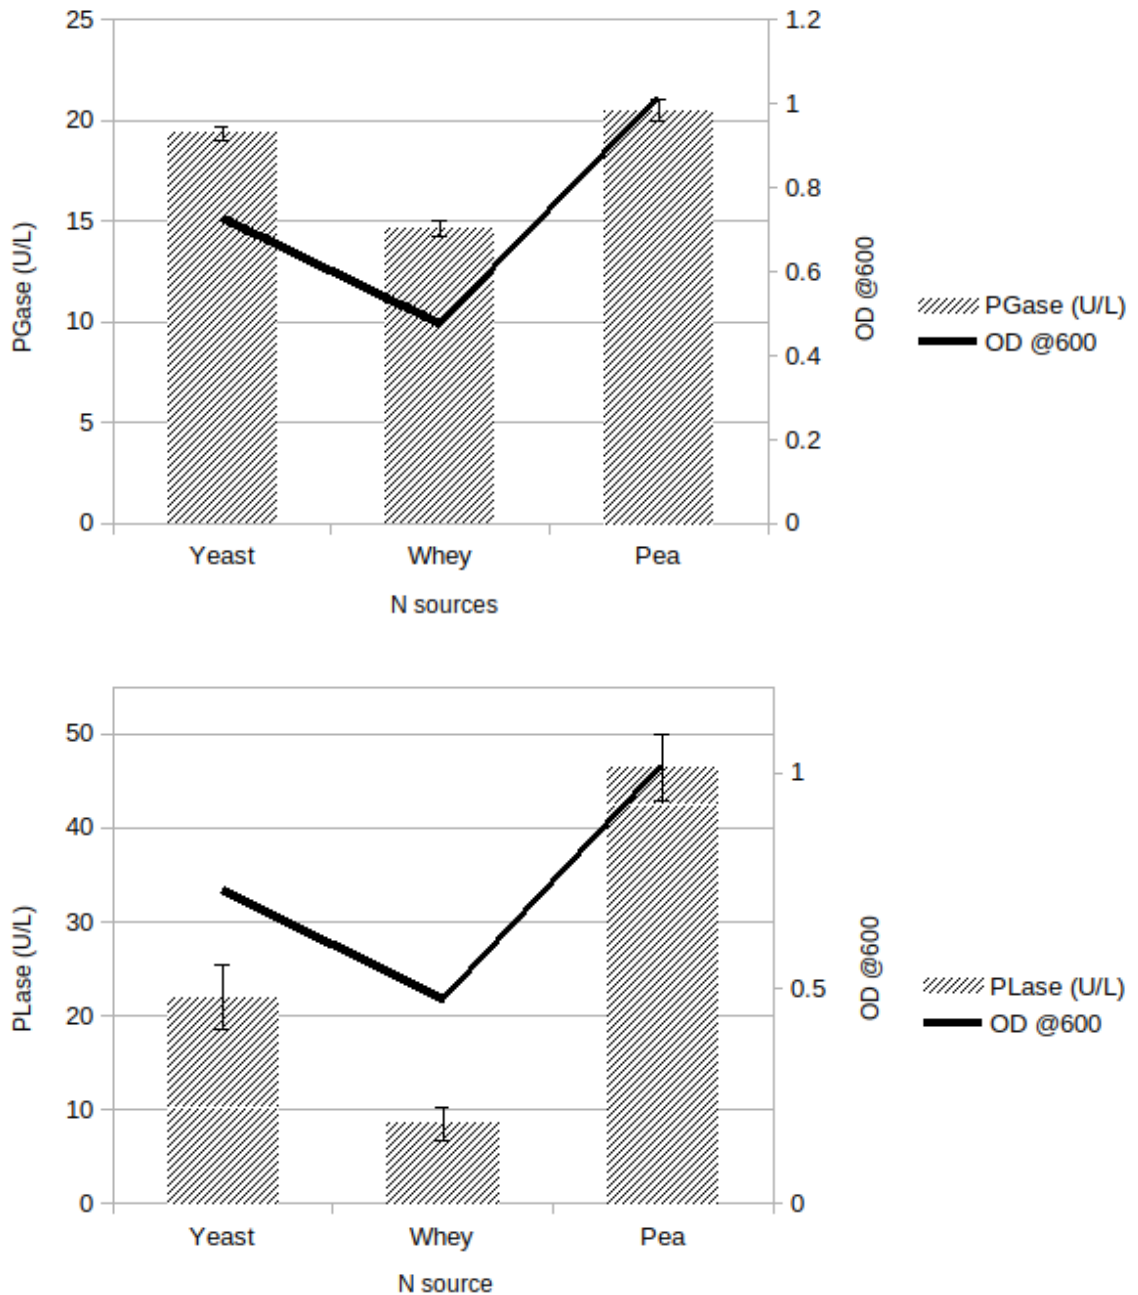 25
20
15
10
5
0
PGase (U/L)
1.2
1
0.8
0.6
0.4
0.2
0
OD @600
PGase (U/L)
OD @600
Yeast Whey Pea
N sources
50
40
30
20
10
0
PLase (U/L)
1
0.5
0
OD @600
PLase (U/L)
OD @600
Yeast Whey Pea
N source